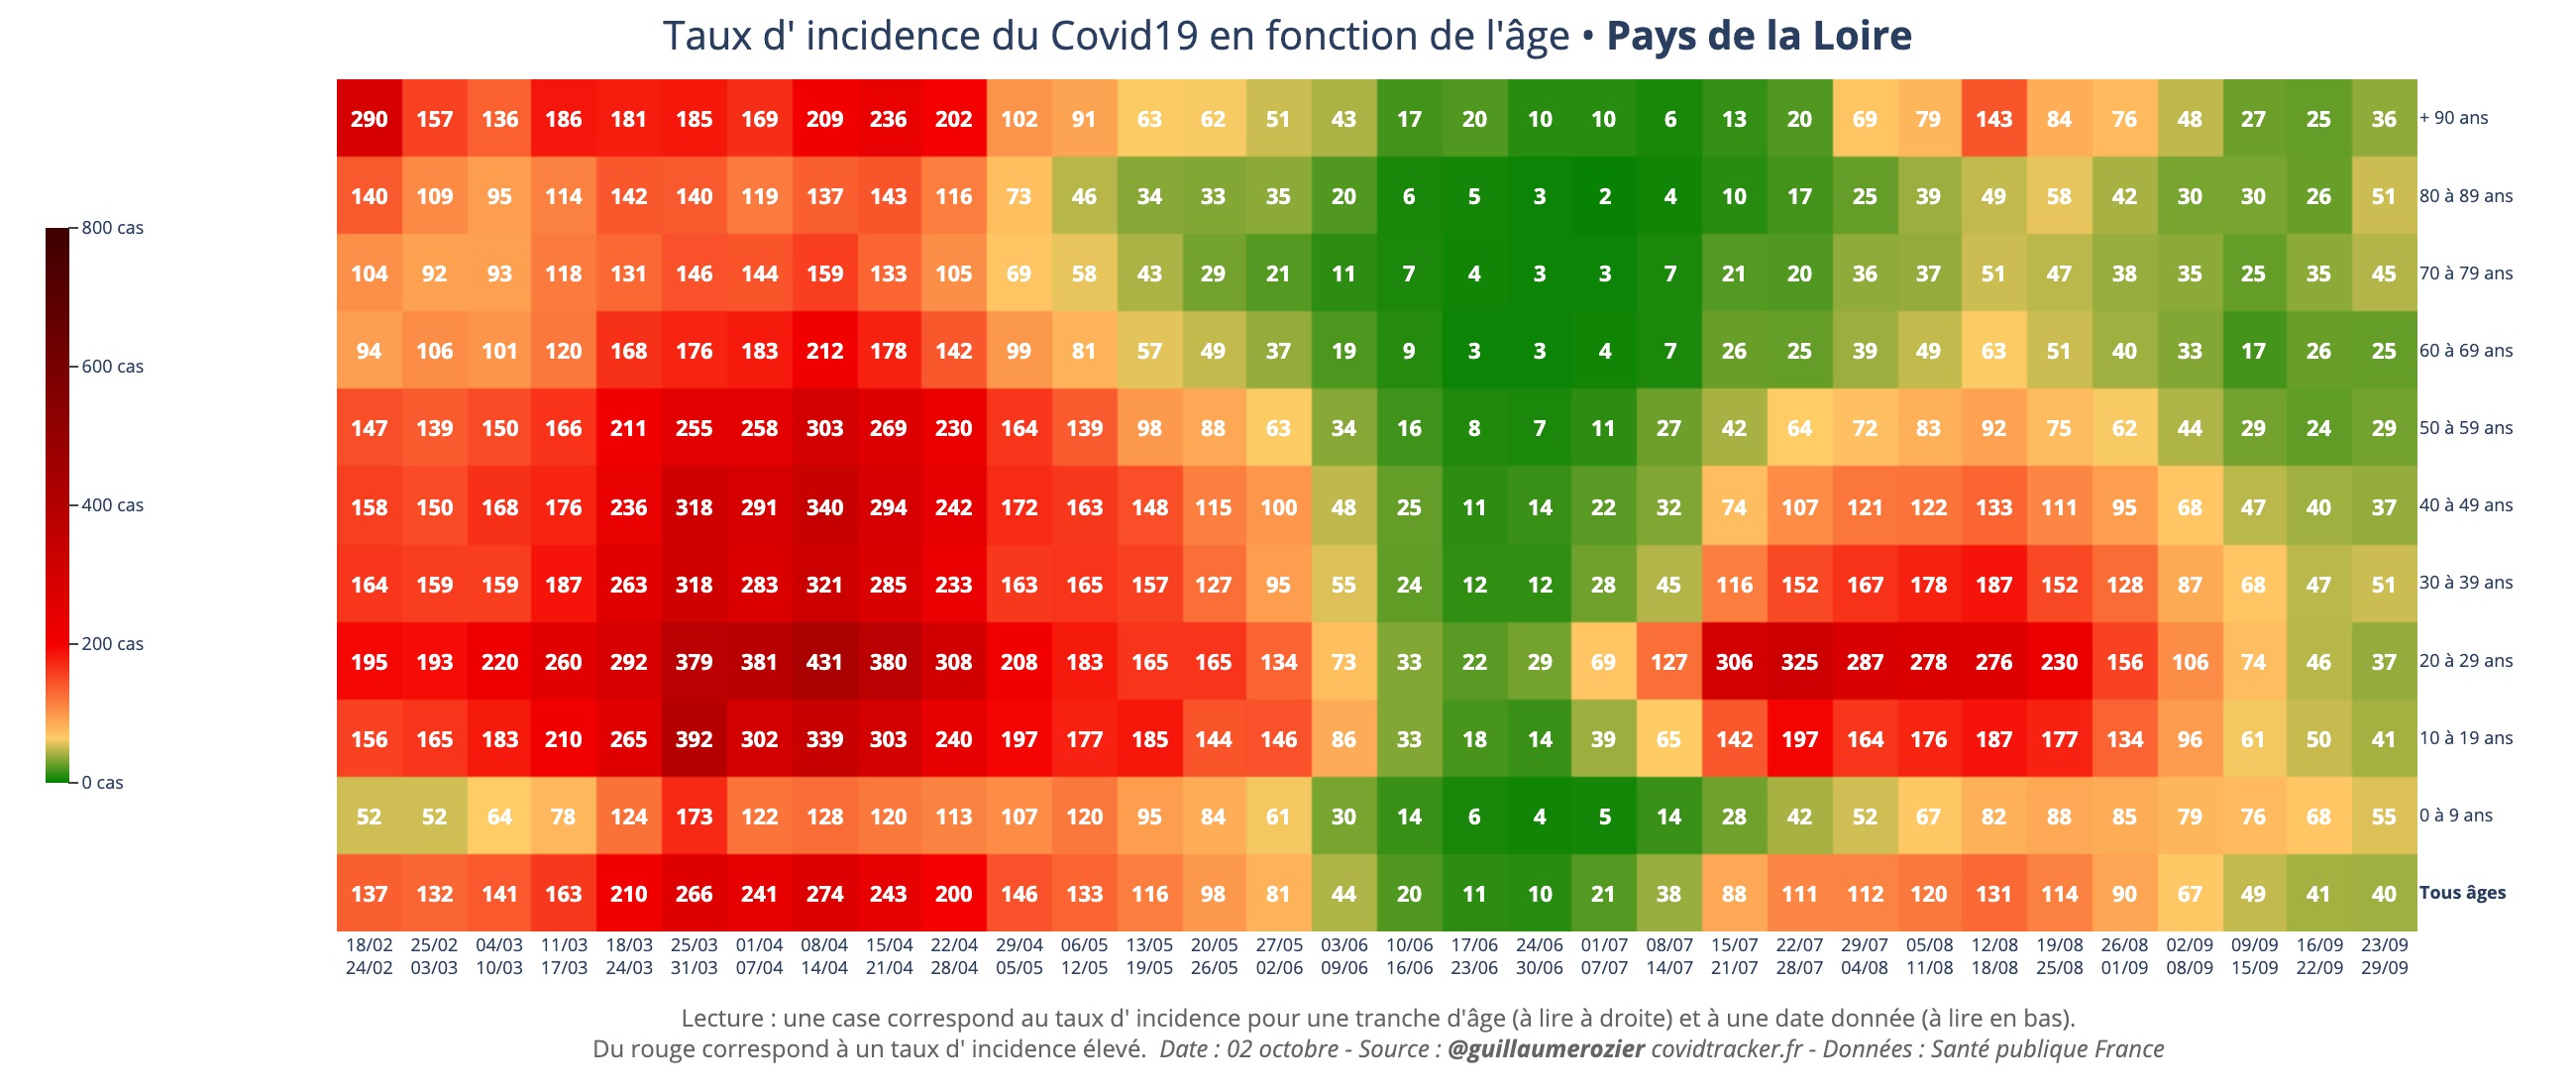 Taux d' incidence du Covid19 en fonction de l'âge • Pays de la Loire
290 157 136 186 181 185 169 209 236 202 102 91 63 62 51 43 17 20 10 10 6 13 20 69 79 143 84 76 48 27 25 36 + 90 ans
140 109 95 114 142 140 119 137 143 116 73 46 34 33 35 20 6 5 3 2 4 10 17 25 39 49 58 42 30 30 26 51 80 à 89 ans
800 cas
104 92 93 118 131 146 144 159 133 105 69 58 43 29 21 11 7 4 3 3 7 21 20 36 37 51 47 38 35 25 35 45 70 à 79 ans
94 106 101 120 168 176 183 212 178 142 99 81 57 49 37 19 9 3 3 4 7 26 25 39 49 63 51 40 33 17 26 25 60 à 69 ans
600 cas
147 139 150 166 211 255 258 303 269 230 164 139 98 88 63 34 16 8 7 11 27 42 64 72 83 92 75 62 44 29 24 29 50 à 59 ans
400 cas
158 150 168 176 236 318 291 340 294 242 172 163 148 115 100 48 25 11 14 22 32 74 107 121 122 133 111 95 68 47 40 37 40 à 49 ans
164 159 159 187 263 318 283 321 285 233 163 165 157 127 95 55 24 12 12 28 45 116 152 167 178 187 152 128 87 68 47 51 30 à 39 ans
200 cas
195 193 220 260 292 379 381 431 380 308 208 183 165 165 134 73 33 22 29 69 127 306 325 287 278 276 230 156 106 74 46 37 20 à 29 ans
156 165 183 210 265 392 302 339 303 240 197 177 185 144 146 86 33 18 14 39 65 142 197 164 176 187 177 134 96 61 50 41 10 à 19 ans
0 cas
52 52 64 78 124 173 122 128 120 113 107 120 95 84 61 30 14 6 4 5 14 28 42 52 67 82 88 85 79 76 68 55 0 à 9 ans
137 132 141 163 210 266 241 274 243 200 146 133 116 98 81 44 20 11 10 21 38 88 111 112 120 131 114 90 67 49 41 40 Tous âges
18/02 25/02 04/03 11/03 18/03 25/03 01/04 08/04 15/04 22/04 29/04 06/05 13/05 20/05 27/05 03/06 10/06 17/06 24/06 01/07 08/07 15/07 22/07 29/07 05/08 12/08 19/08 26/08 02/09 09/09 16/09 23/09
24/02 03/03 10/03 17/03 24/03 31/03 07/04 14/04 21/04 28/04 05/05 12/05 19/05 26/05 02/06 09/06 16/06 23/06 30/06 07/07 14/07 21/07 28/07 04/08 11/08 18/08 25/08 01/09 08/09 15/09 22/09 29/09
Lecture : une case correspond au taux d' incidence pour une tranche d'âge (à lire à droite) et à une date donnée (à lire en bas).
Du rouge correspond à un taux d' incidence élevé. Date : 02 octobre - Source : @guillaumerozier covidtracker.fr - Données : Santé publique France